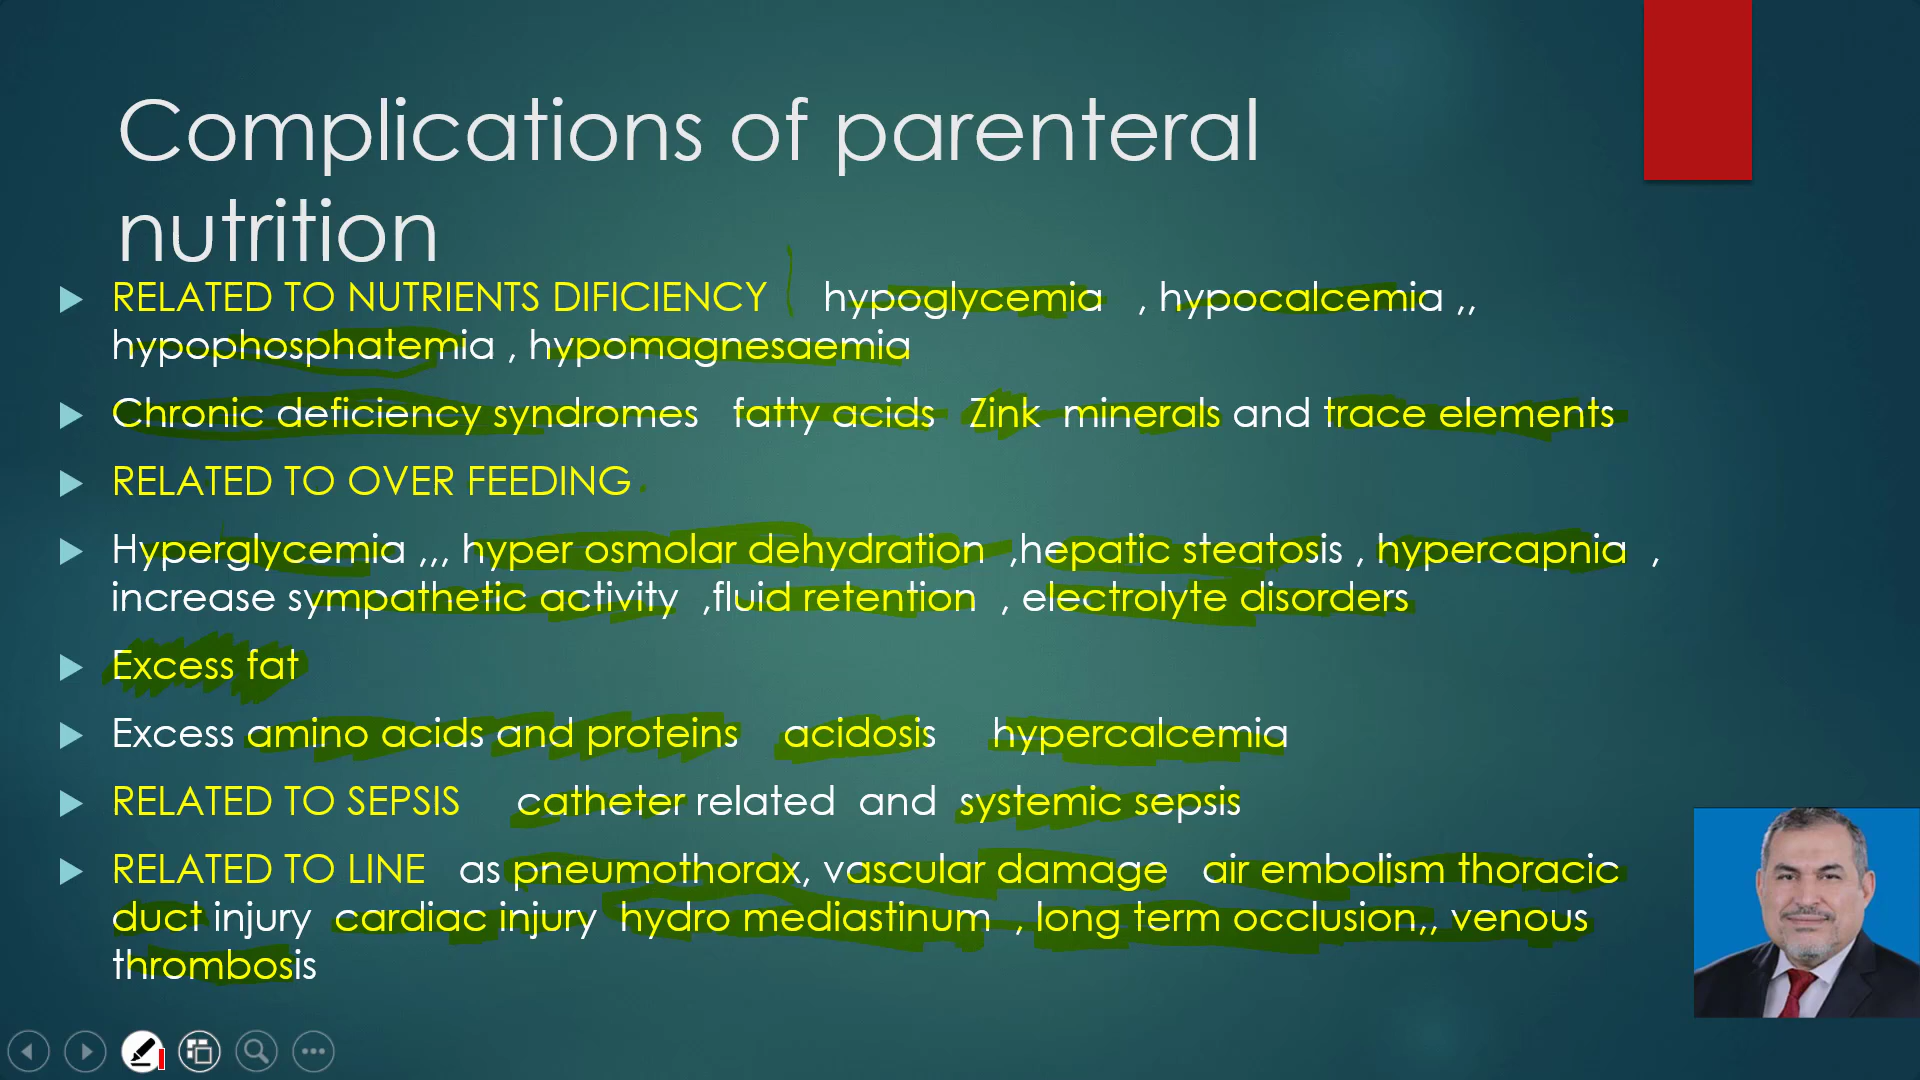 Complications of parenteral
nutrition
RELATED TO NUTRIENTS DIFICIENCY hypoglycemia , hypocalcemia ,,
hypophosphatemia , hypomagnesaemia
Chronic deficiency syndromes fatty acids Zink minerals and trace elements
RELATED TO OVER FEEDING
Hyperglycemia ,,, hyper osmolar dehydration ,hepatic steatosis , hypercapnia ,
increase sympathetic activity ,fluid retention , electrolyte disorders
Excess fat
Excess amino acids and proteins acidosis hypercalcemia
RELATED TO SEPSIS catheter related and systemic sepsis
RELATED TO LINE as pneumothorax, vascular damage air embolism thoracic
duct injury cardiac injury hydro mediastinum , long term occlusion,, venous
thrombosis